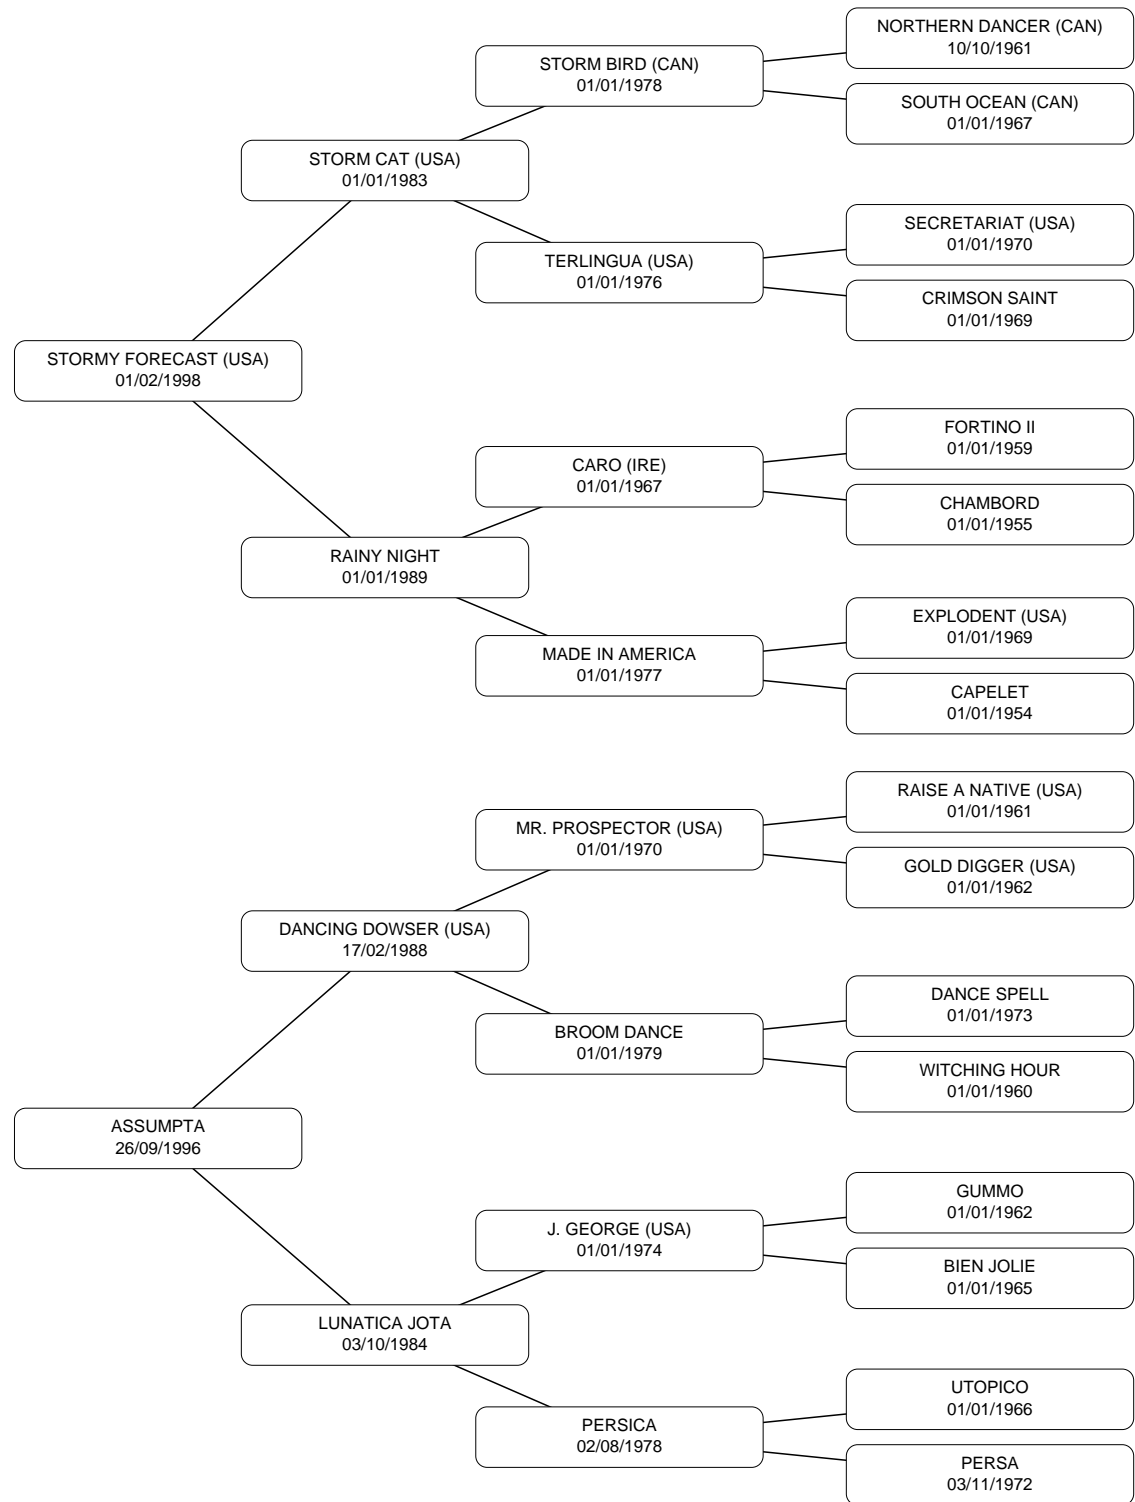 NORTHERN DANCER (CAN)
10/10/1961
STORM BIRD (CAN)
01/01/1978
SOUTH OCEAN (CAN)
01/01/1967
STORM CAT (USA)
01/01/1983
SECRETARIAT (USA)
01/01/1970
TERLINGUA (USA)
01/01/1976
CRIMSON SAINT
01/01/1969
STORMY FORECAST (USA)
01/02/1998
FORTINO II
01/01/1959
CARO (IRE)
01/01/1967
CHAMBORD
01/01/1955
RAINY NIGHT
01/01/1989
EXPLODENT (USA)
01/01/1969
MADE IN AMERICA
01/01/1977
CAPELET
01/01/1954
RAISE A NATIVE (USA)
01/01/1961
MR. PROSPECTOR (USA)
01/01/1970
GOLD DIGGER (USA)
01/01/1962
DANCING DOWSER (USA)
17/02/1988
DANCE SPELL
01/01/1973
BROOM DANCE
01/01/1979
WITCHING HOUR
01/01/1960
ASSUMPTA
26/09/1996
GUMMO
01/01/1962
J. GEORGE (USA)
01/01/1974
BIEN JOLIE
01/01/1965
LUNATICA JOTA
03/10/1984
UTOPICO
01/01/1966
PERSICA
02/08/1978
PERSA
03/11/1972